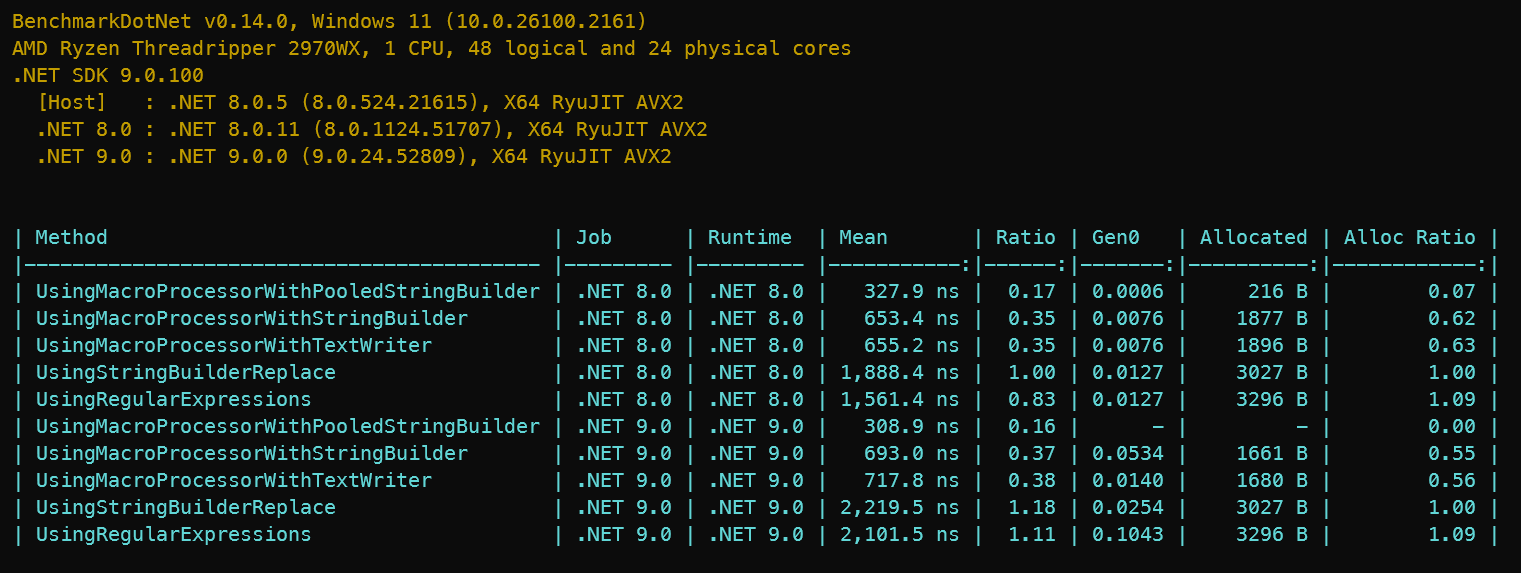 BenchmarkDotNet v0.14.0, Windows 11 (10.0.26100.2161)
AMD Ryzen Threadripper 2970WX, 1 CPU, 48 logical and 24 physical cores
.NET SDK 9.0.100
  [Host]   : .NET 8.0.5 (8.0.524.21615), X64 RyuJIT AVX2
  .NET 8.0 : .NET 8.0.11 (8.0.1124.51707), X64 RyuJIT AVX2
  .NET 9.0 : .NET 9.0.0 (9.0.24.52809), X64 RyuJIT AVX2

| Method                                     | Job      | Runtime  | Mean       | Ratio | Gen0   | Allocated | Alloc Ratio |
|------------------------------------------- |--------- |--------- |-----------:|------:|-------:|----------:|------------:|
| UsingMacroProcessorWithPooledStringBuilder | .NET 8.0 | .NET 8.0 |   327.9 ns |  0.17 | 0.0006 |     216 B |        0.07 |
| UsingMacroProcessorWithStringBuilder       | .NET 8.0 | .NET 8.0 |   653.4 ns |  0.35 | 0.0076 |    1877 B |        0.62 |
| UsingMacroProcessorWithTextWriter          | .NET 8.0 | .NET 8.0 |   655.2 ns |  0.35 | 0.0076 |    1896 B |        0.63 |
| UsingStringBuilderReplace                  | .NET 8.0 | .NET 8.0 | 1,888.4 ns |  1.00 | 0.0127 |    3027 B |        1.00 |
| UsingRegularExpressions                    | .NET 8.0 | .NET 8.0 | 1,561.4 ns |  0.83 | 0.0127 |    3296 B |        1.09 |
| UsingMacroProcessorWithPooledStringBuilder | .NET 9.0 | .NET 9.0 |   308.9 ns |  0.16 |      - |         - |        0.00 |
| UsingMacroProcessorWithStringBuilder       | .NET 9.0 | .NET 9.0 |   693.0 ns |  0.37 | 0.0534 |    1661 B |        0.55 |
| UsingMacroProcessorWithTextWriter          | .NET 9.0 | .NET 9.0 |   717.8 ns |  0.38 | 0.0140 |    1680 B |        0.56 |
| UsingStringBuilderReplace                  | .NET 9.0 | .NET 9.0 | 2,219.5 ns |  1.18 | 0.0254 |    3027 B |        1.00 |
| UsingRegularExpressions                    | .NET 9.0 | .NET 9.0 | 2,101.5 ns |  1.11 | 0.1043 |    3296 B |        1.09 |